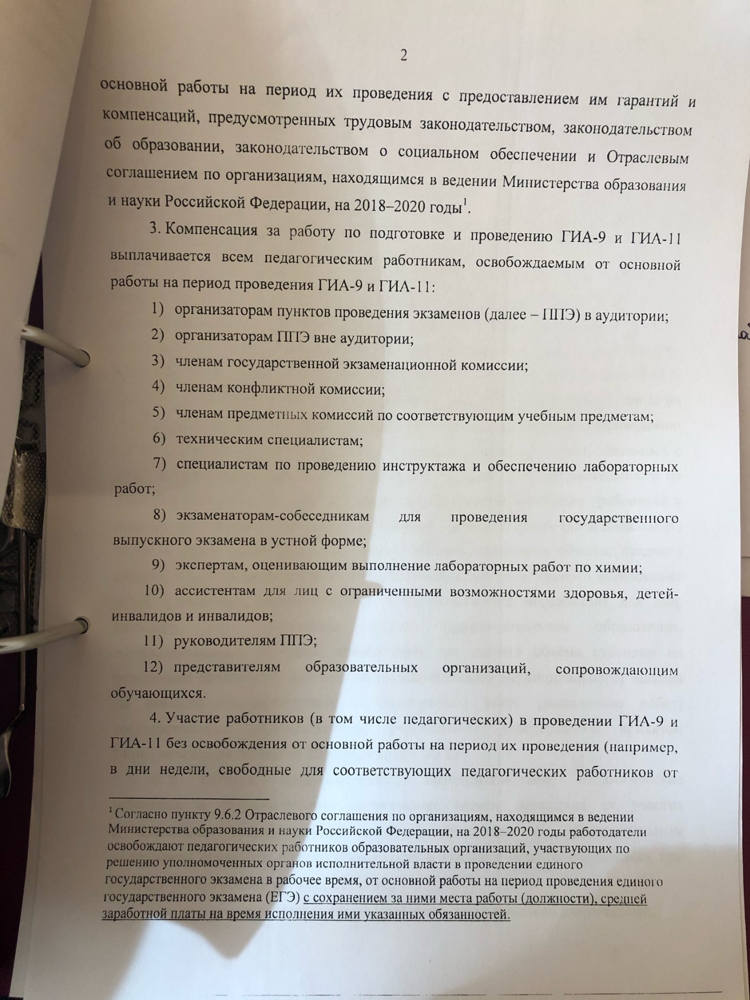 2
основной работы на период их проведения с предоставлением им гарантий и
компенсаций, предусмотренных трудовым законодательством, законодательством
об образовании, законодательством о социальном обеспечении и Отраслевым
соглашением по организациям, находящимся в ведении Министерства образования
и науки Российской Федерации, на 2018–2020 годы¹.
3. Компенсация за работу по подготовке и проведению ГИА-9 и ГИА-11
выплачивается всем педагогическим работникам, освобождаемым от основной
работы на период проведения ГИА-9 и ГИА-11:
1) организаторам пунктов проведения экзаменов (далее – ППЭ) в аудитории;
2) организаторам ППЭ вне аудитории;
3) членам государственной экзаменационной комиссии;
4) членам конфликтной комиссии;
5) членам предметных комиссий по соответствующим учебным предметам;
6) техническим специалистам;
7) специалистам по проведению инструктажа и обеспечению лабораторных
работ;
8) экзаменаторам-собеседникам для проведения государственного
выпускного экзамена в устной форме;
9) экспертам, оценивающим выполнение лабораторных работ по химии;
10) ассистентам для лиц с ограниченными возможностями здоровья, детей-
инвалидов и инвалидов;
11) руководителям ППЭ;
12) представителям образовательных организаций, сопровождающим
обучающихся.
4. Участие работников (в том числе педагогических) в проведении ГИА-9 и
ГИА-11 без освобождения от основной работы на период их проведения (например,
в дни недели, свободные для соответствующих педагогических работников от
¹ Согласно пункту 9.6.2 Отраслевого соглашения по организациям, находящимся в ведении
Министерства образования и науки Российской Федерации, на 2018–2020 годы работодатели
освобождают педагогических работников образовательных организаций, участвующих по
решению уполномоченных органов исполнительной власти в проведении единого
государственного экзамена в рабочее время, от основной работы на период проведения единого
государственного экзамена (ЕГЭ) с сохранением за ними места работы (должности), средней
заработной платы на время исполнения ими указанных обязанностей.